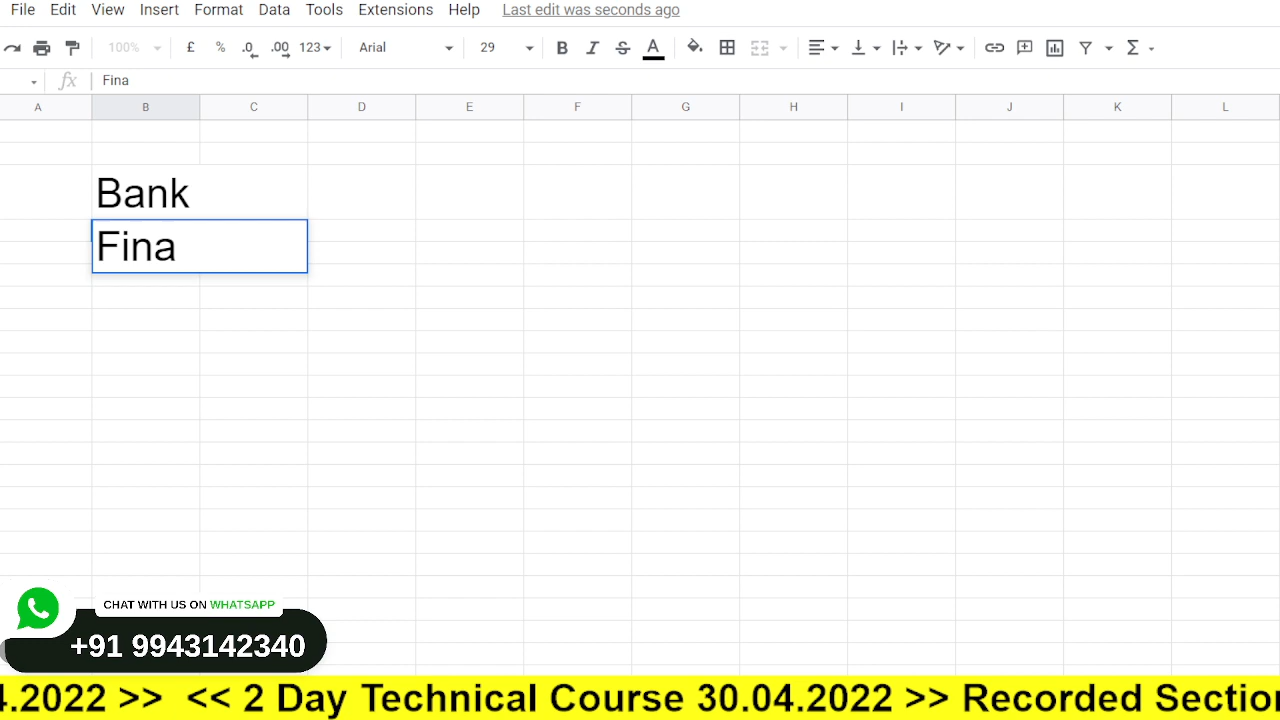 File Edit View Insert Format Data Tools Extensions Help Last edit was seconds ago
100% £ % .0 .00 123 Arial 29 B I S A Σ
fx Fina
A B C D E F G H I J K L
Bank
Fina
CHAT WITH US ON WHATSAPP
+91 9943142340
4.2022 >> << 2 Day Technical Course 30.04.2022 >> Recorded Section